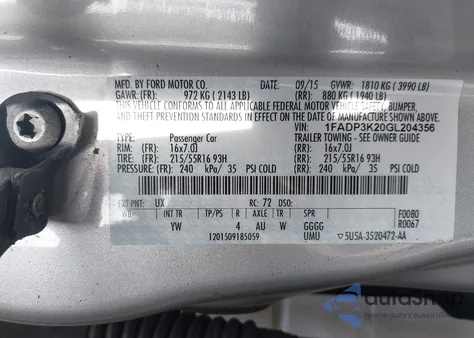 MFD. BY FORD MOTOR CO. DATE: 09/15 GVWR: 1810 KG ( 3990 LB)
GAWR: (FR): 972 KG ( 2143 LB) (RR): 880 KG ( 1940 LB)
THIS VEHICLE CONFORMS TO ALL APPLICABLE FEDERAL MOTOR VEHICLE SAFETY, BUMPER,
AND THEFT PREVENTION STANDARDS IN EFFECT ON THE DATE OF MANUFACTURE SHOWN ABOVE.
VIN: 1FADP3K20GL204356
TYPE: Passenger Car TRAILER TOWING - SEE OWNER GUIDE
RIM: (FR): 16x7.0J (RR): 16x7.0J
TIRE: (FR): 215/55R16 93H (RR): 215/55R16 93H
PRESSURE: (FR): 240 kPa/ 35 PSI COLD (RR): 240 kPa/ 35 PSI COLD
EXT PNT: UX RC: 72 DSO:
WB INT TR TP/PS R AXLE TR SPR F0080
YW 4 AU W GGGG R0067
1201509185059 UMU ▽5U5A-3520472-AA
AutoAstat